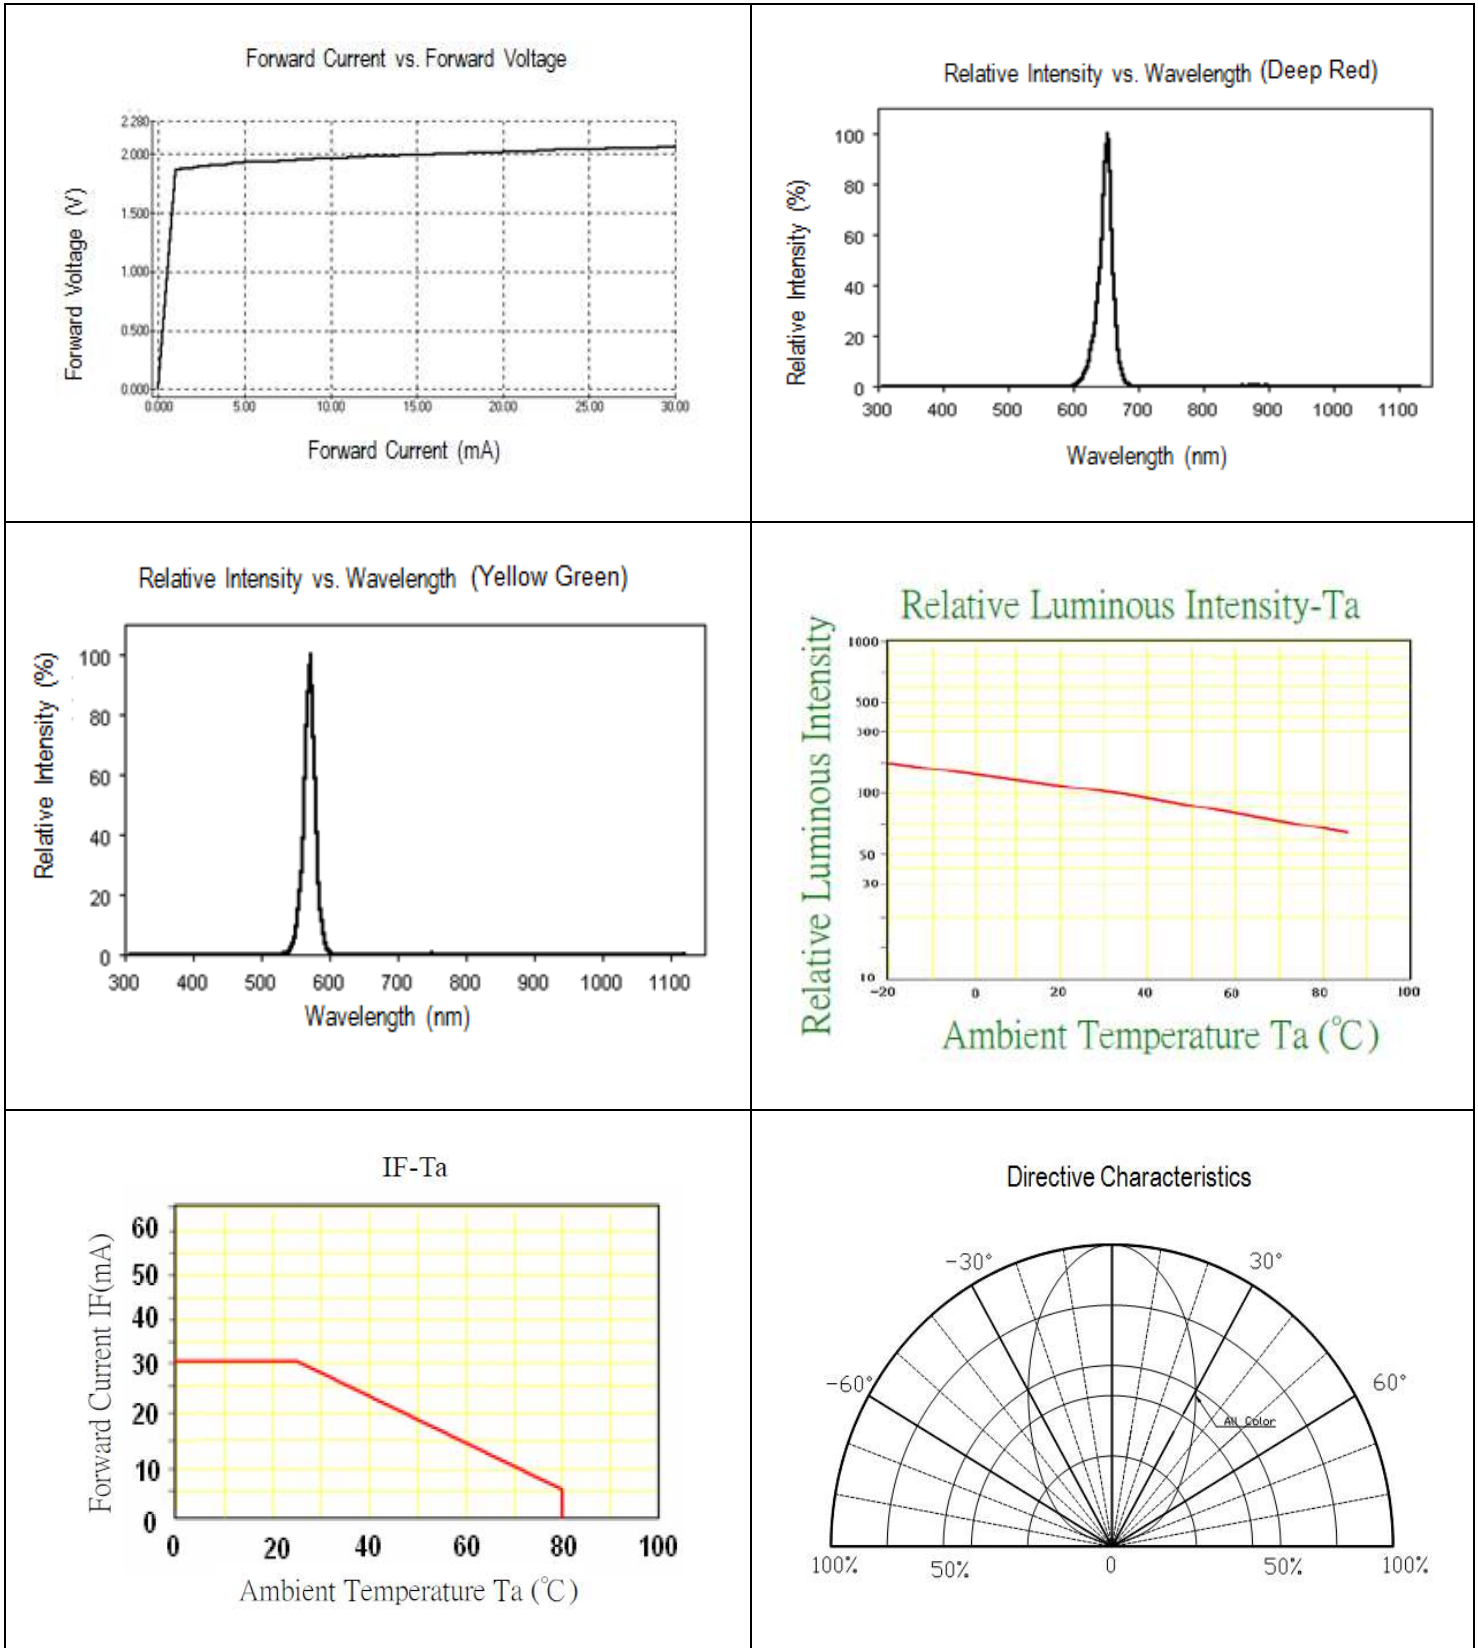 Forward Current vs. Forward Voltage
Forward Voltage (V)
2.280
2.000
1.500
1.000
0.500
0.000
0.000 5.00 10.00 15.00 20.00 25.00 30.00
Forward Current (mA)
Relative Intensity vs. Wavelength (Deep Red)
Relative Intensity (%)
100
80
60
40
20
0
300 400 500 600 700 800 900 1000 1100
Wavelength (nm)
Relative Intensity vs. Wavelength (Yellow Green)
Relative Intensity (%)
100
80
60
40
20
0
300 400 500 600 700 800 900 1000 1100
Wavelength (nm)
Relative Luminous Intensity-Ta
Relative Luminous Intensity
1000
500
300
100
50
30
10
-20 0 20 40 60 80 100
Ambient Temperature Ta (℃)
IF-Ta
Forward Current IF(mA)
60
50
40
30
20
10
0
0 20 40 60 80 100
Ambient Temperature Ta (℃)
Directive Characteristics
-30° 30°
-60° 60°
All Color
100% 50% 0 50% 100%